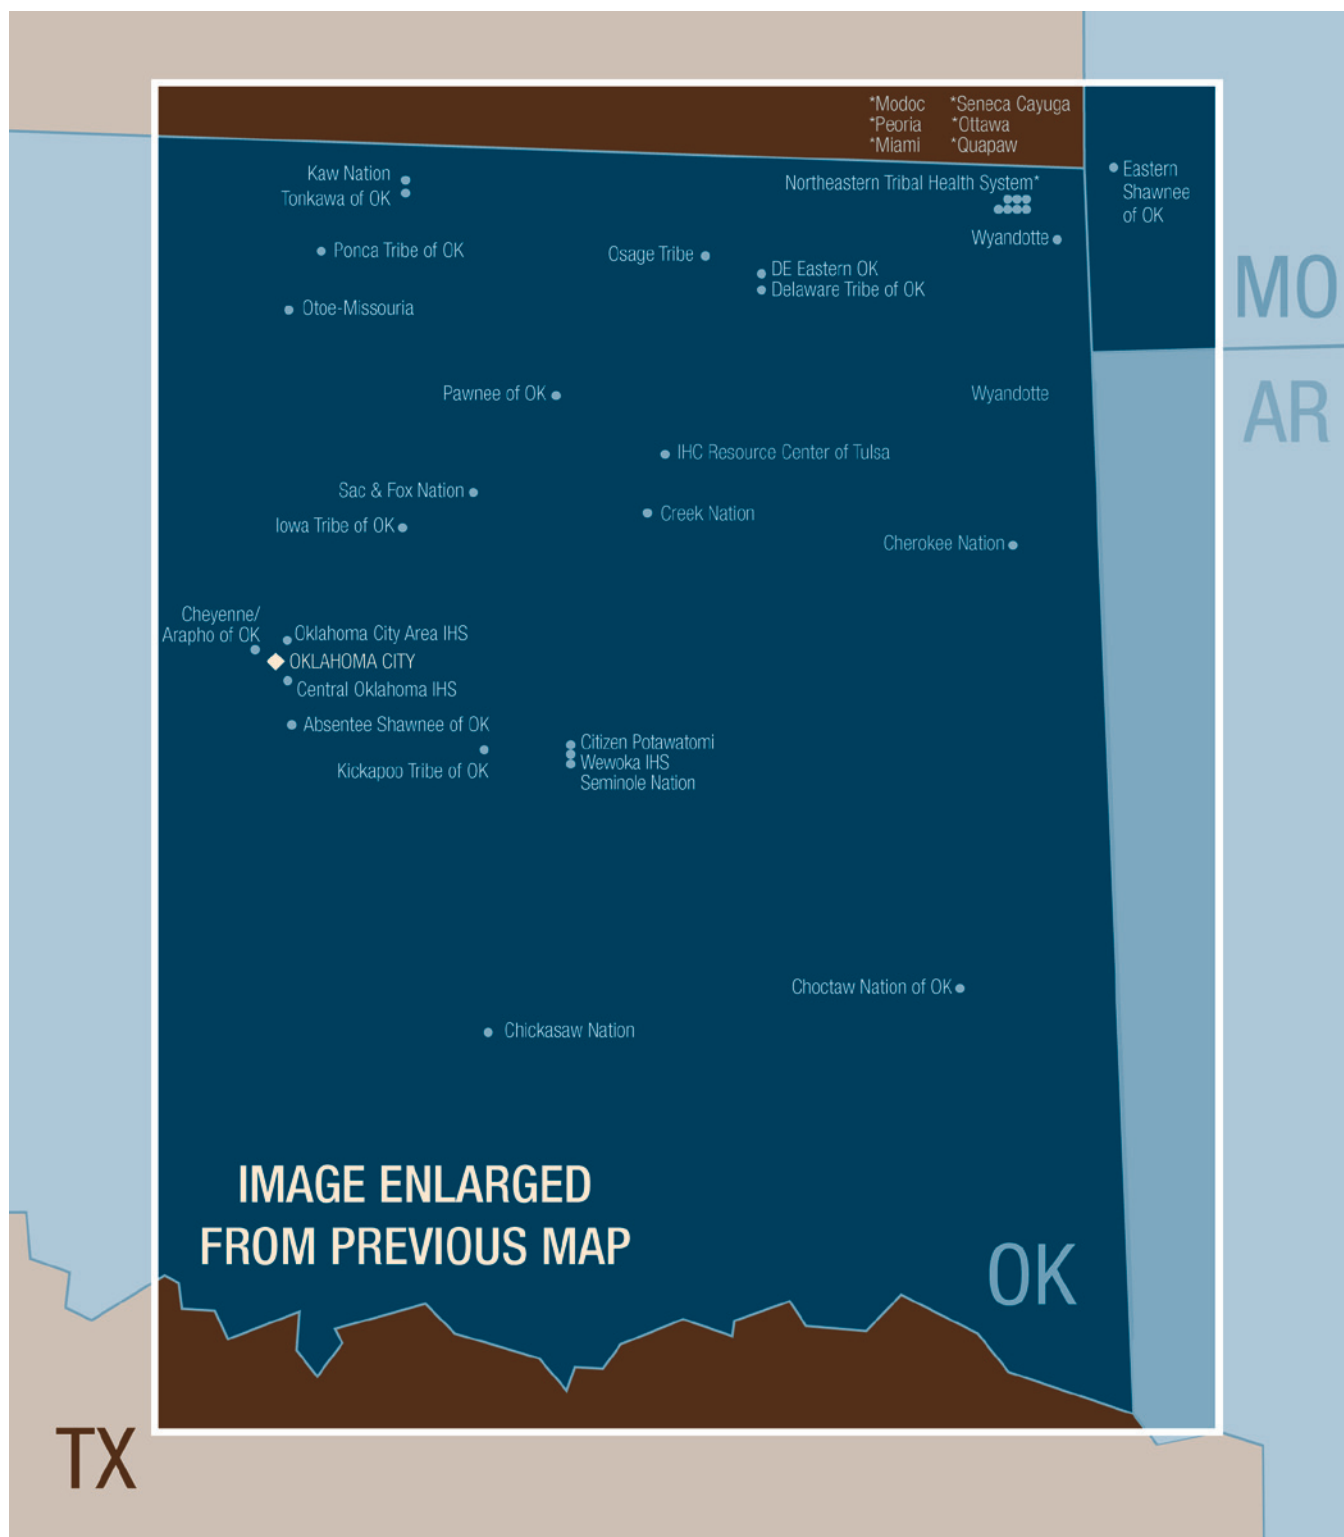 *Modoc *Seneca Cayuga
*Peoria *Ottawa
*Miami *Quapaw
Kaw Nation
Tonkawa of OK
Northeastern Tribal Health System*
Eastern
Shawnee
of OK
Wyandotte
Ponca Tribe of OK
Osage Tribe
DE Eastern OK
Delaware Tribe of OK
MO
Otoe-Missouria
Pawnee of OK
Wyandotte
AR
IHC Resource Center of Tulsa
Sac & Fox Nation
Creek Nation
Iowa Tribe of OK
Cherokee Nation
Cheyenne/
Arapho of OK
Oklahoma City Area IHS
OKLAHOMA CITY
Central Oklahoma IHS
Absentee Shawnee of OK
Kickapoo Tribe of OK
Citizen Potawatomi
Wewoka IHS
Seminole Nation
Choctaw Nation of OK
Chickasaw Nation
IMAGE ENLARGED
FROM PREVIOUS MAP
OK
TX